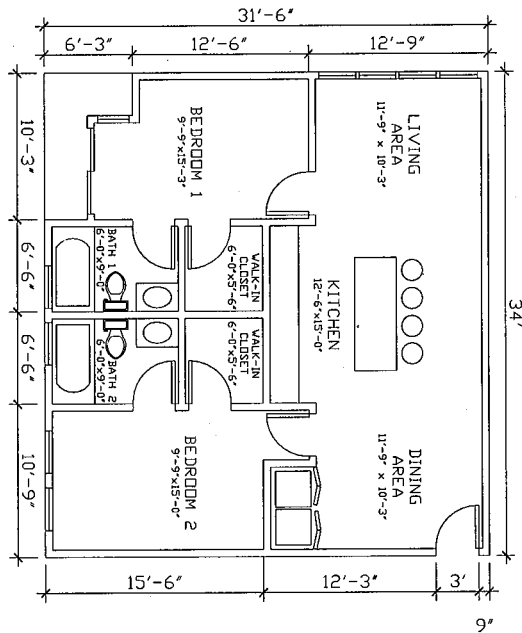 31'-6"
6'-3"
12'-6"
12'-9"
10'-3"
6'-6"
6'-6"
10'-9"
34'
BEDROOM 1
9'-9"x15'-3"
LIVING
AREA
11'-9" x 10'-3"
BATH 1
6'-0"x9'-0"
WALK-IN
CLOSET
6'-0"x5'-6"
KITCHEN
12'-6"x15'-0"
BATH 2
6'-0"x9'-0"
WALK-IN
CLOSET
6'-0"x5'-6"
BEDROOM 2
9'-9"x15'-0"
DINING
AREA
11'-9" x 10'-3"
15'-6"
12'-3"
3'
9"